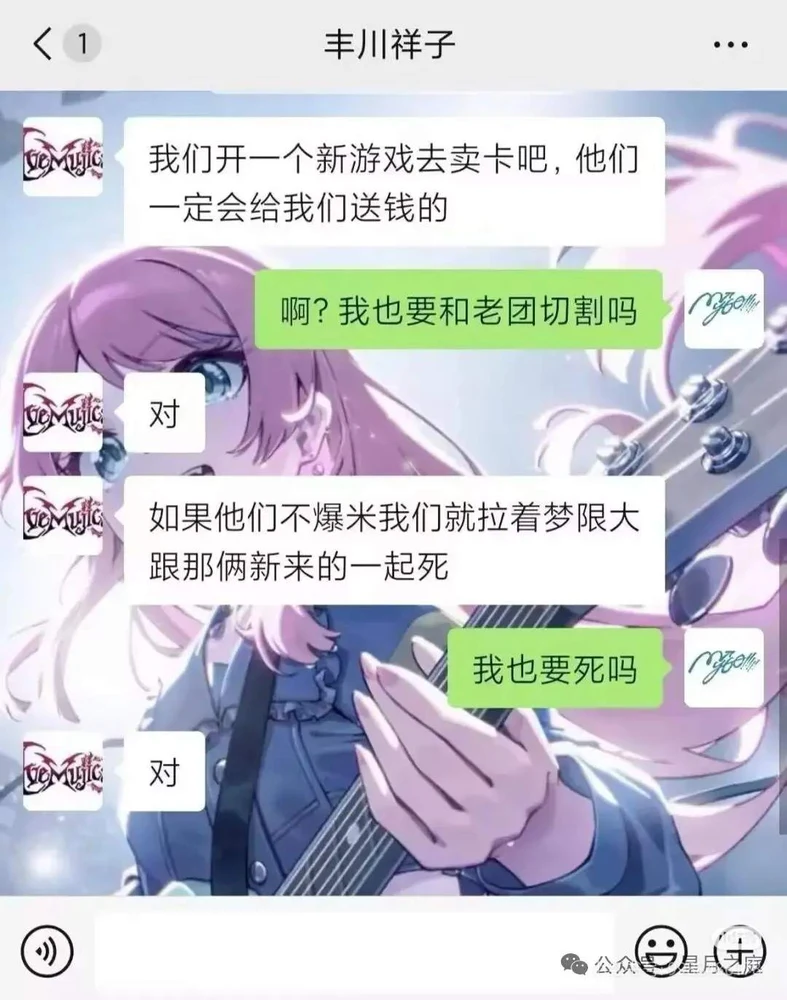 1
丰川祥子
我们开一个新游戏去卖卡吧，他们
一定会给我们送钱的
啊？我也要和老团切割吗
对
如果他们不爆米我们就拉着梦限大
跟那俩新来的一起死
我也要死吗
对
公众号·星月之庭